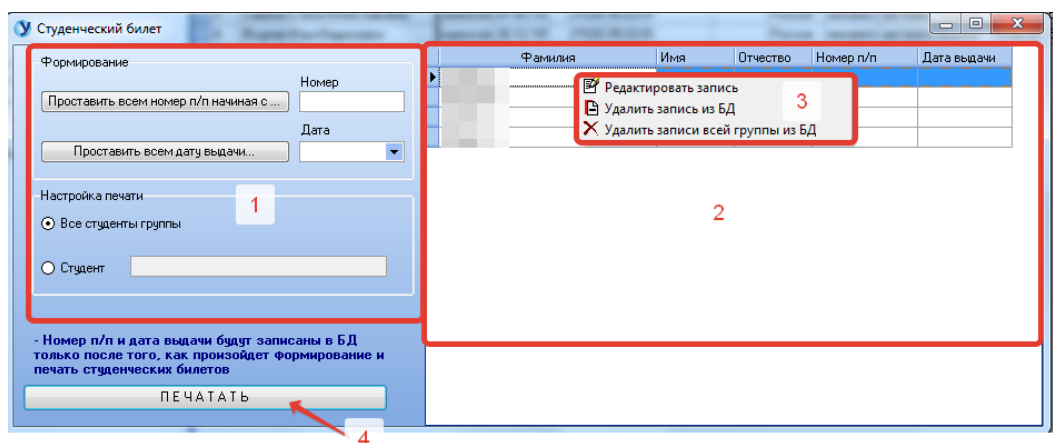 Студенческий билет
Формирование
Номер
Проставить всем номер п/п начиная с ...
Дата
Проставить всем дату выдачи...
Настройка печати
1
Все студенты группы
Студент
- Номер п/п и дата выдачи будут записаны в БД
только после того, как произойдет формирование и
печать студенческих билетов
ПЕЧАТАТЬ
4
Фамилия Имя Отчество Номер п/п Дата выдачи
Редактировать запись
Удалить запись из БД
Удалить записи всей группы из БД
3
2